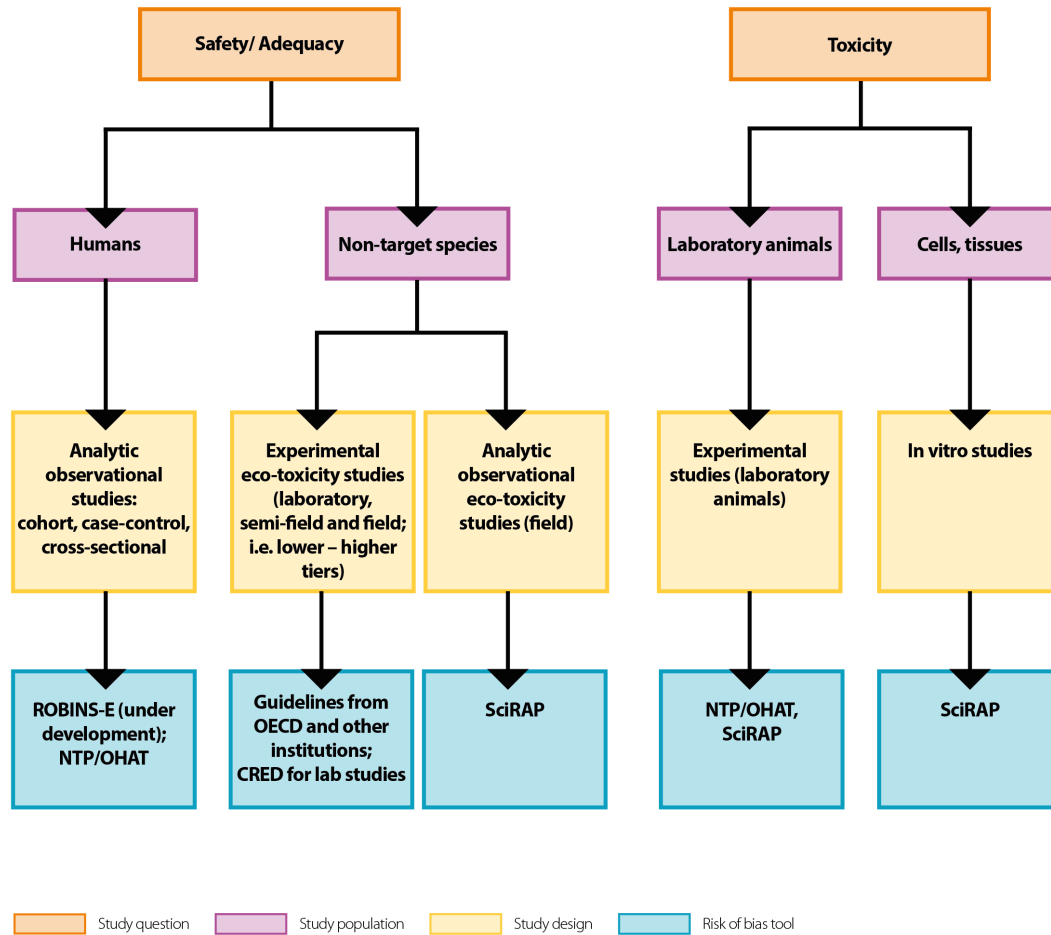 Safety/ Adequacy
Toxicity
Humans
Non-target species
Laboratory animals
Cells, tissues
Analytic
observational
studies:
cohort, case-control,
cross-sectional
Experimental
eco-toxicity studies
(laboratory,
semi-field and field;
i.e. lower – higher
tiers)
Analytic
observational
eco-toxicity
studies (field)
Experimental
studies (laboratory
animals)
In vitro studies
ROBINS-E (under
development);
NTP/OHAT
Guidelines from
OECD and other
institutions;
CRED for lab studies
SciRAP
NTP/OHAT,
SciRAP
SciRAP
Study question
Study population
Study design
Risk of bias tool